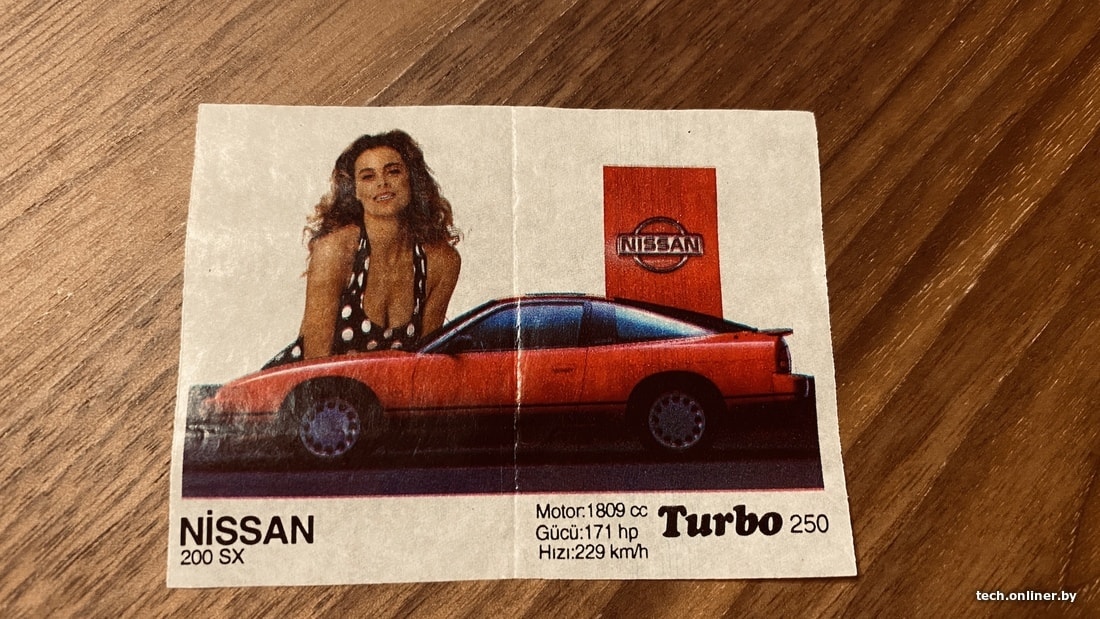 NISSAN
NİSSAN
200 SX
Motor:1809 cc
Gücü:171 hp
Hızı:229 km/h
Turbo 250
tech.onliner.by